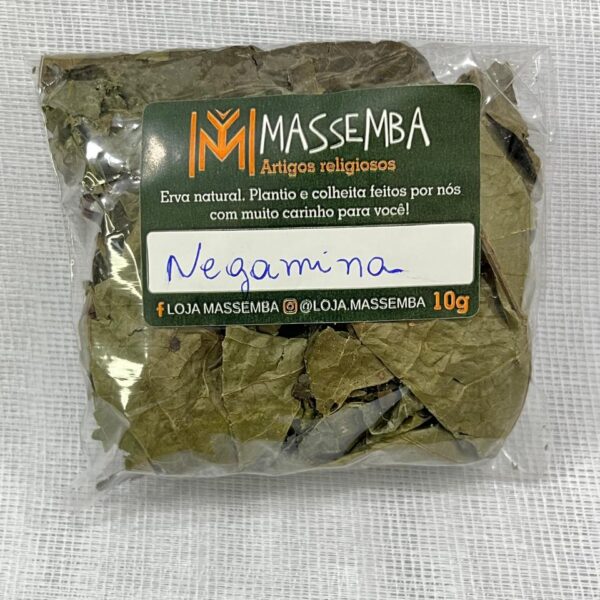 MASSEMBA
Artigos religiosos
Erva natural. Plantio e colheita feitos por nós
com muito carinho para você!
Negamina
LOJA MASSEMBA @LOJA.MASSEMBA 10g